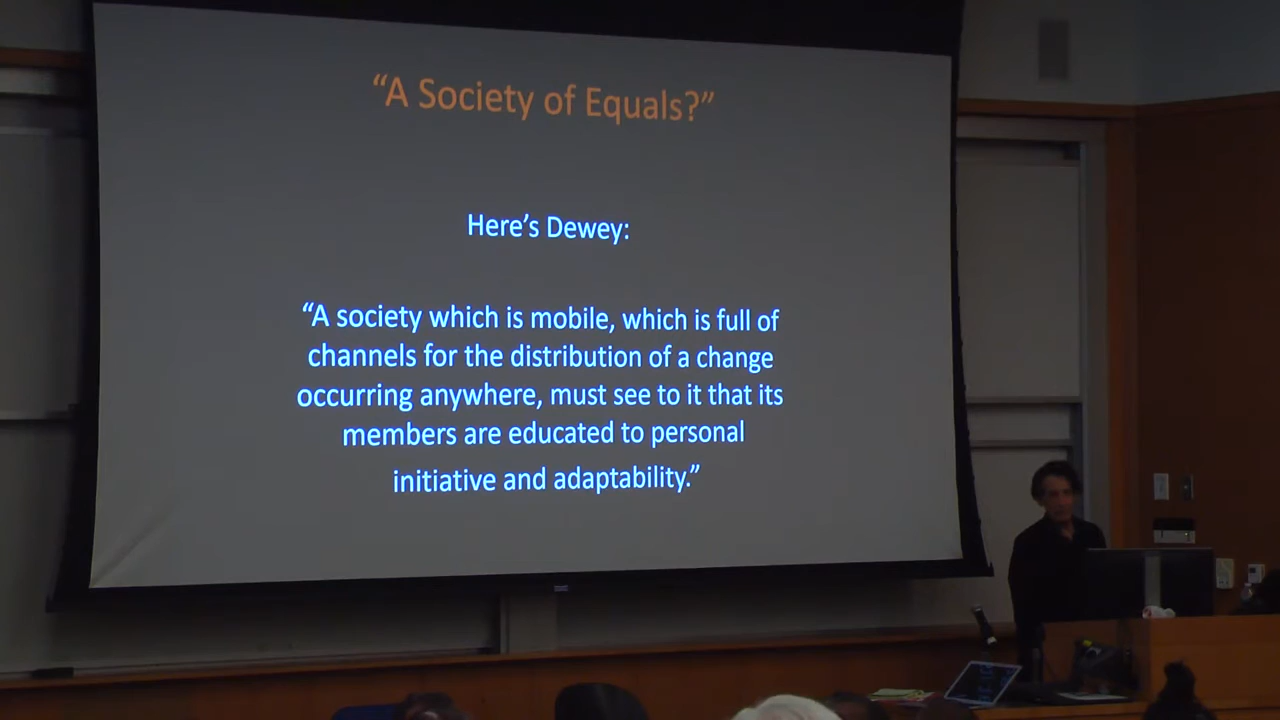 “A Society of Equals?”
Here’s Dewey:
“A society which is mobile, which is full of
channels for the distribution of a change
occurring anywhere, must see to it that its
members are educated to personal
initiative and adaptability.”